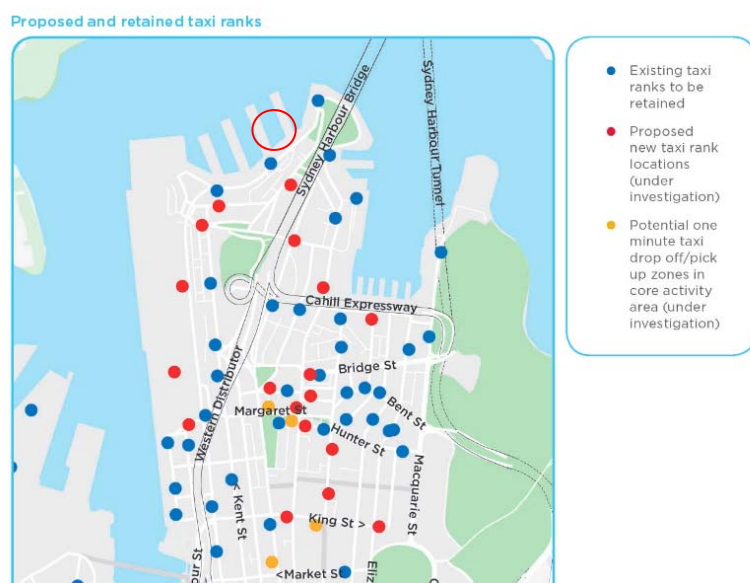 Proposed and retained taxi ranks
Sydney Harbour Bridge
Sydney Harbour Tunnel
Cahill Expressway
Bridge St
Western Distributor
Margaret St
Bent St
Hunter St
Macquarie St
< Kent St
King St >
<Market St
our St
Eliz
Existing taxi
ranks to be
retained
Proposed
new taxi rank
locations
(under
investigation)
Potential one
minute taxi
drop off/pick
up zones in
core activity
area (under
investigation)